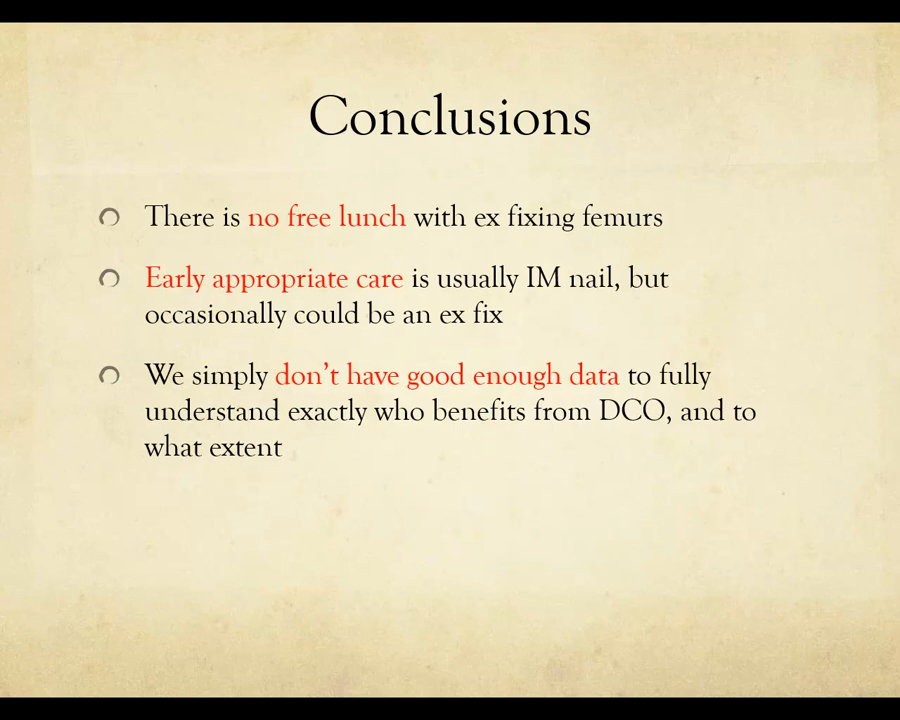 Conclusions
There is no free lunch with ex fixing femurs
Early appropriate care is usually IM nail, but
occasionally could be an ex fix
We simply don't have good enough data to fully
understand exactly who benefits from DCO, and to
what extent